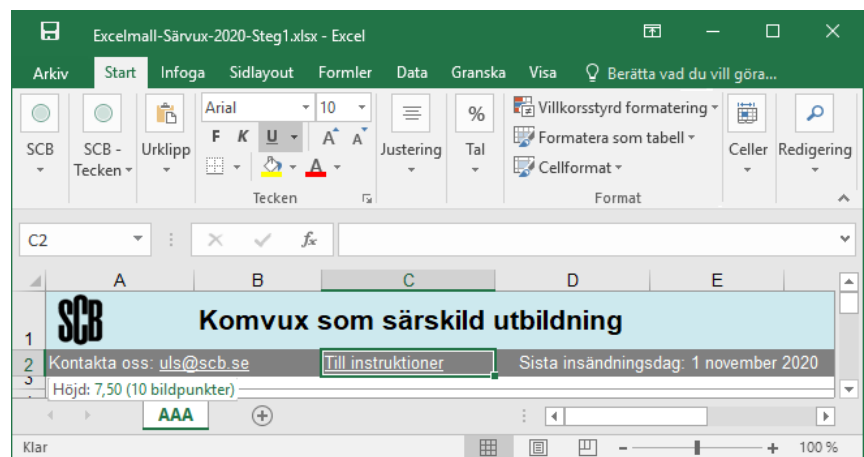 Excelmall-Särvux-2020-Steg1.xlsx - Excel
Arkiv Start Infoga Sidlayout Formler Data Granska Visa Berätta vad du vill göra...
SCB
SCB - Tecken
Urklipp
Arial 10
F K U A A A
Tecken
Justering
%
Tal
Villkorsstyrd formatering
Formatera som tabell
Cellformat
Format
Celler
Redigering
C2 fx
A B C D E
1 SCB Komvux som särskild utbildning
2 Kontakta oss: uls@scb.se Till instruktioner Sista insändningsdag: 1 november 2020
3
Höjd: 7,50 (10 bildpunkter)
AAA
Klar 100 %